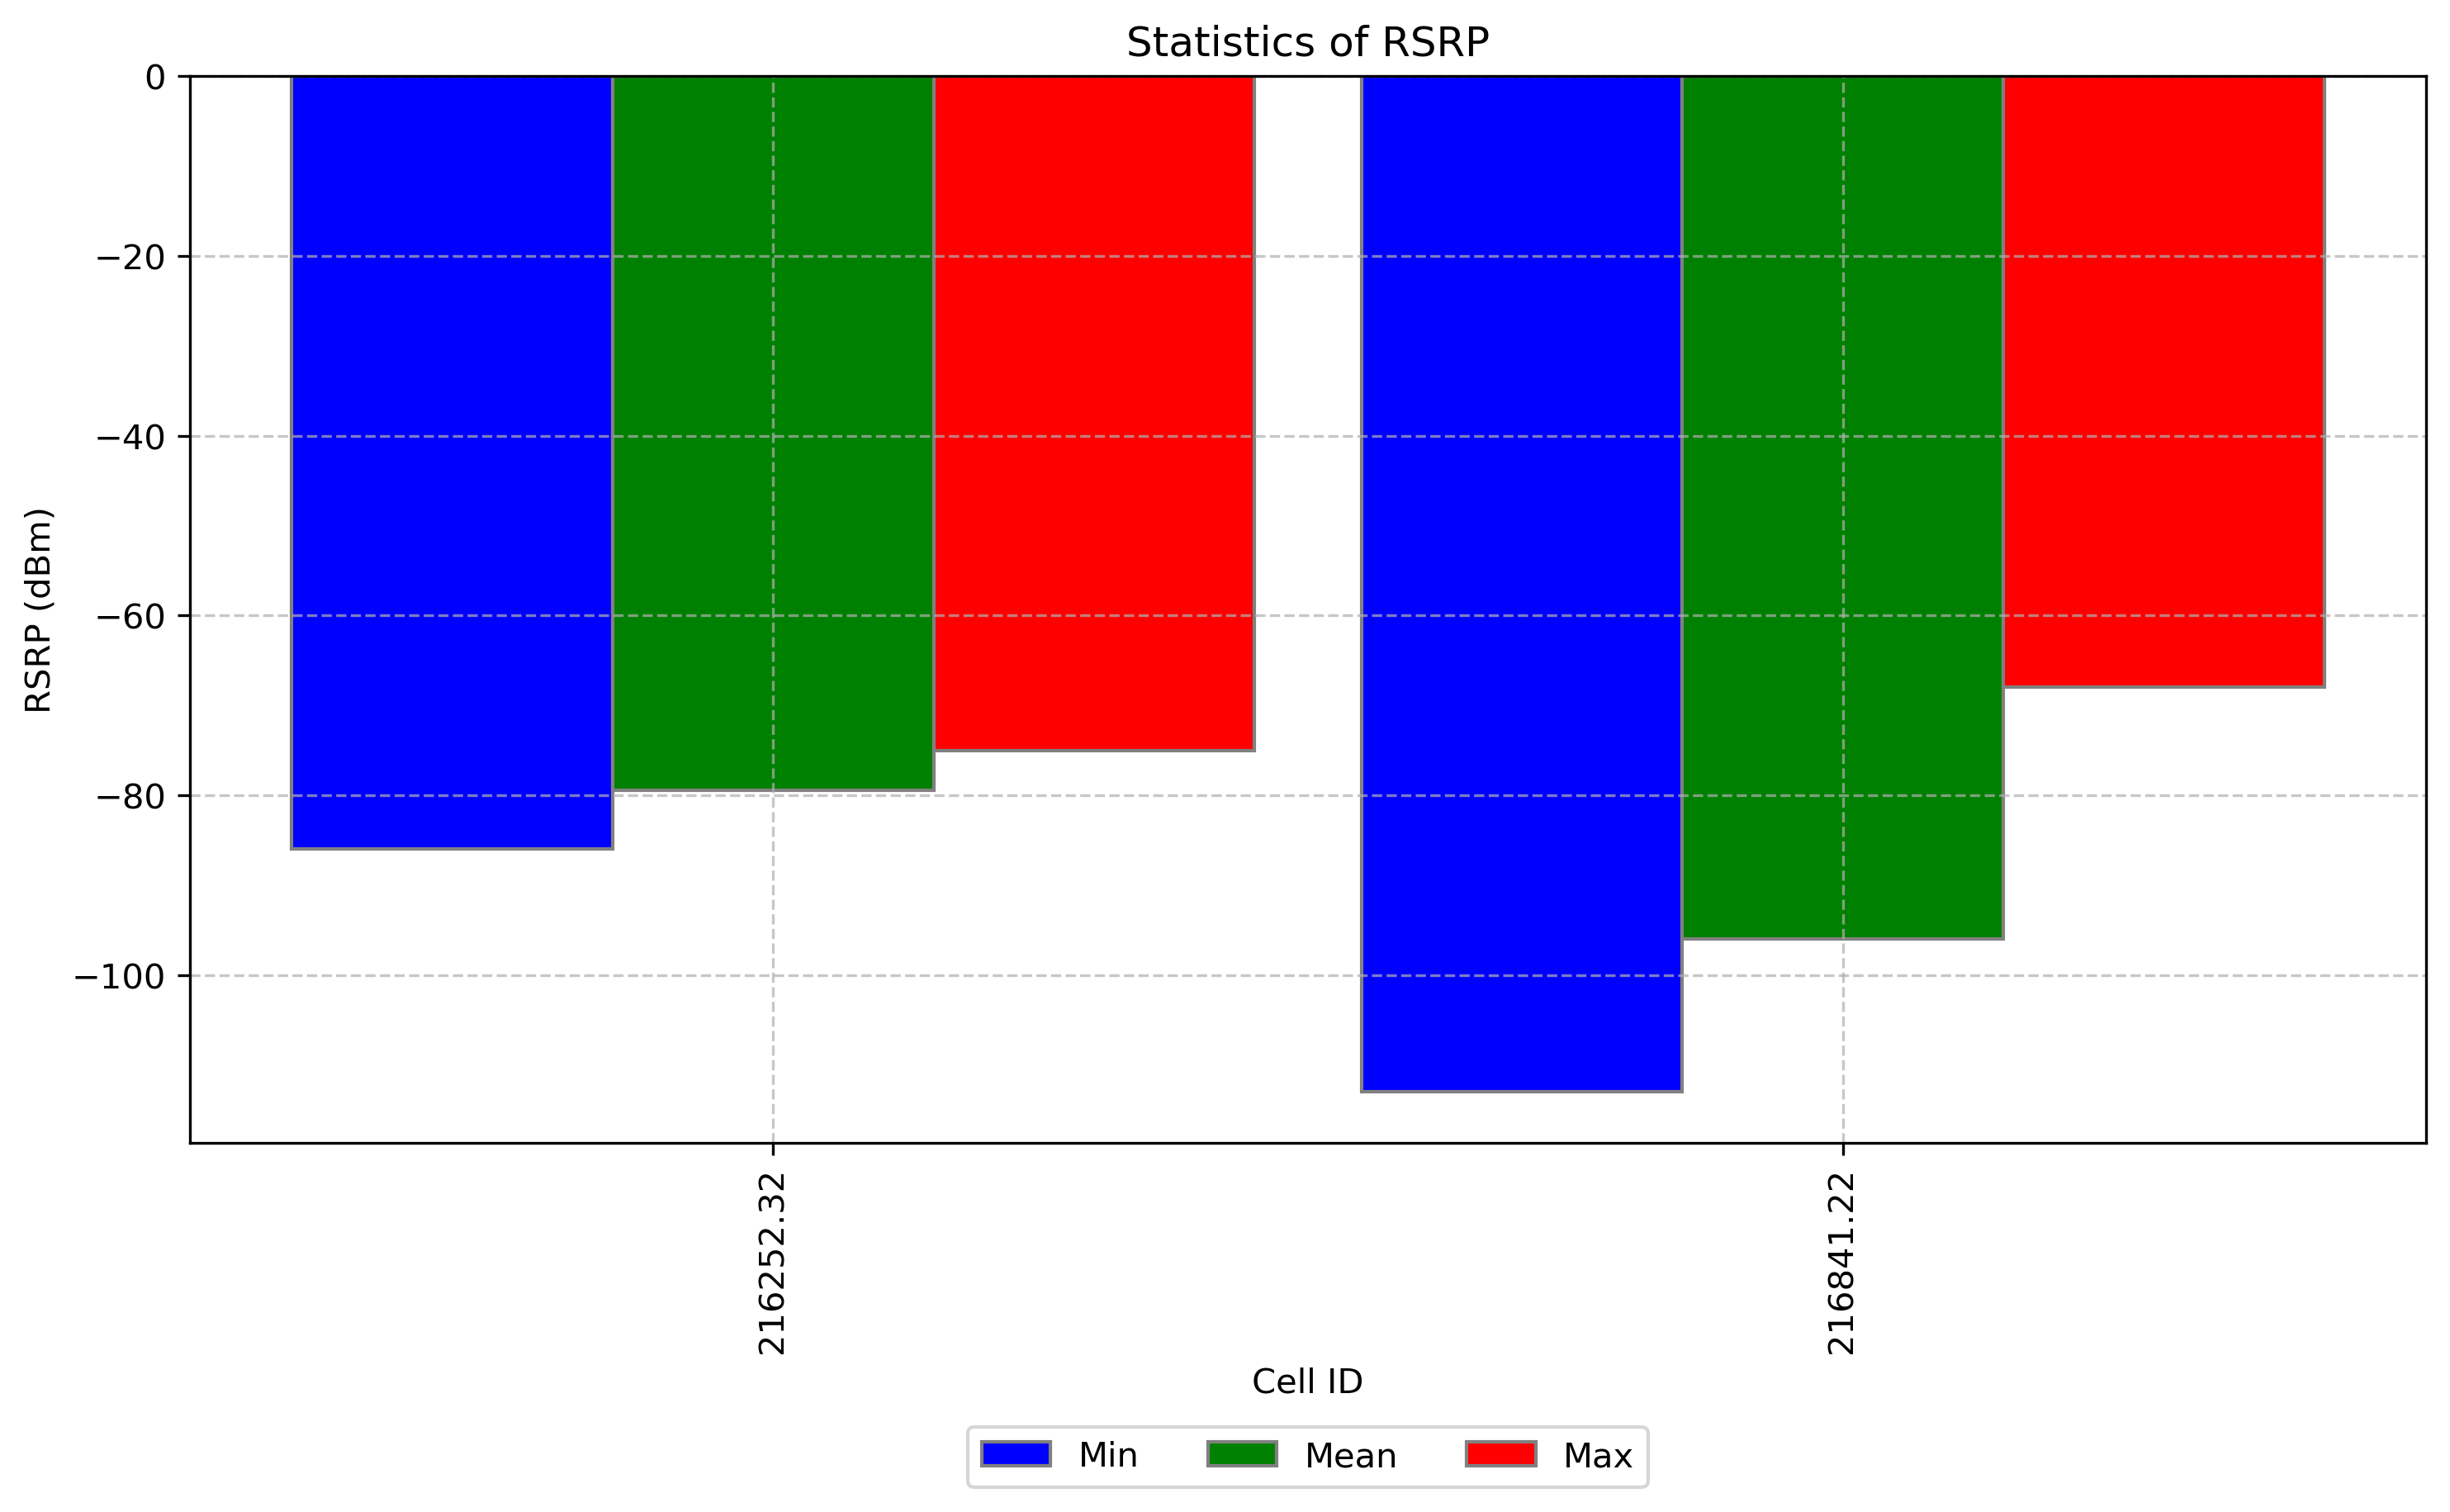 Statistics of RSRP
0
−20
−40
−60
−80
−100
RSRP (dBm)
216252.32
216841.22
Cell ID
Min Mean Max